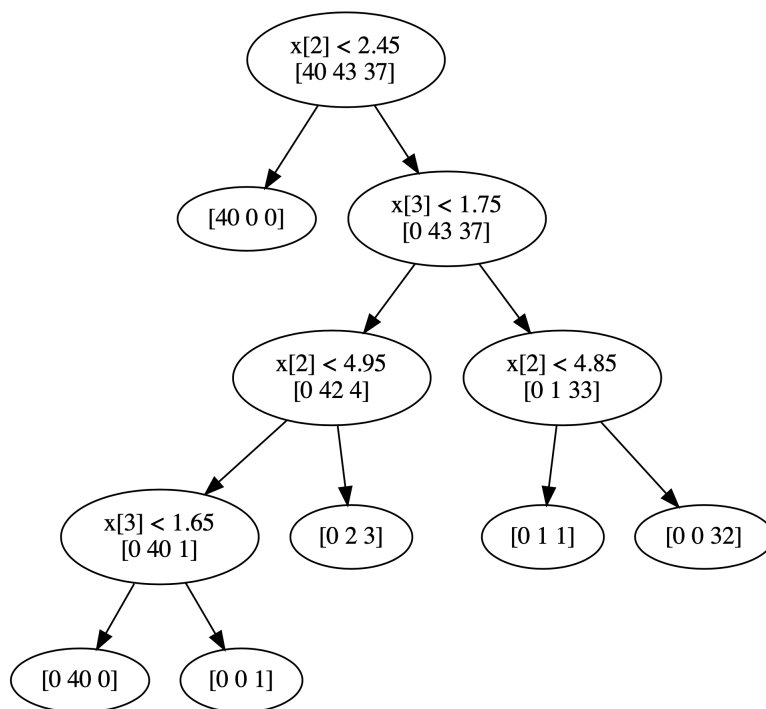 x[2] < 2.45
[40 43 37]
[40 0 0]
x[3] < 1.75
[0 43 37]
x[2] < 4.95
[0 42 4]
x[2] < 4.85
[0 1 33]
x[3] < 1.65
[0 40 1]
[0 2 3]
[0 1 1]
[0 0 32]
[0 40 0]
[0 0 1]